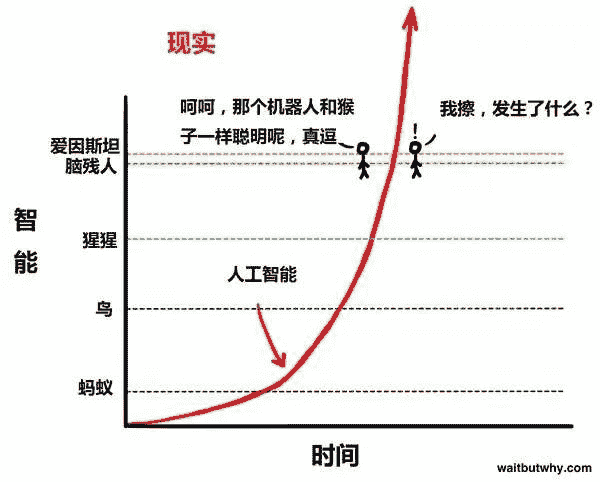 现实
呵呵，那个机器人和猴
子一样聪明呢，真逗
我擦，发生了什么？
!
爱因斯坦
脑残人
智
能
猩猩
人工智能
鸟
蚂蚁
时间
waitbutwhy.com